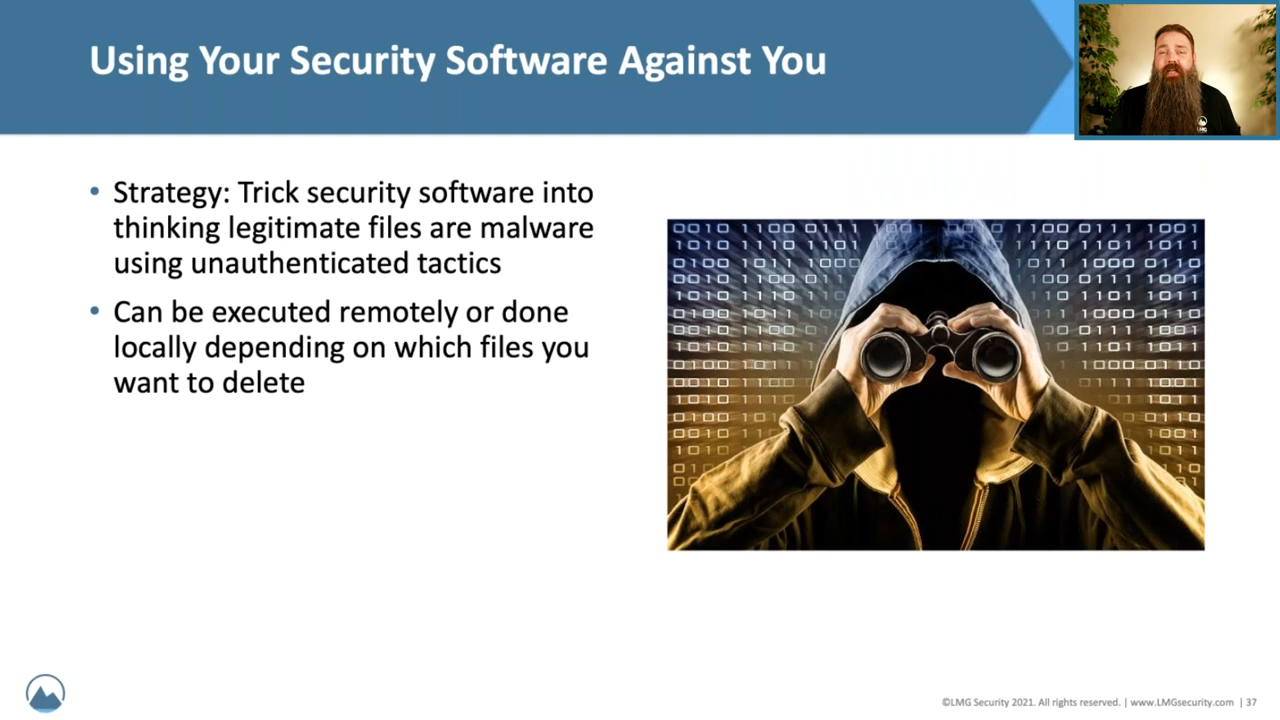 Using Your Security Software Against You
• Strategy: Trick security software into
thinking legitimate files are malware
using unauthenticated tactics
• Can be executed remotely or done
locally depending on which files you
want to delete
©LMG Security 2021. All rights reserved. | www.LMGsecurity.com | 37